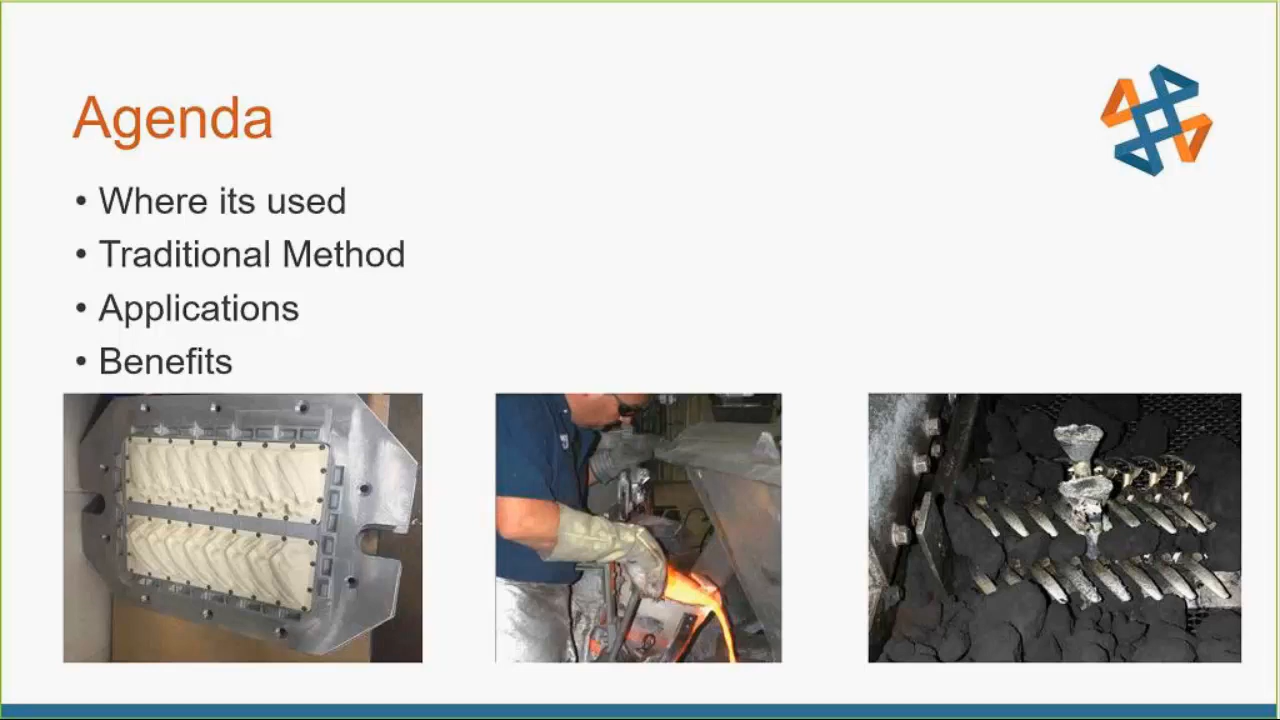 Agenda
• Where its used
• Traditional Method
• Applications
• Benefits